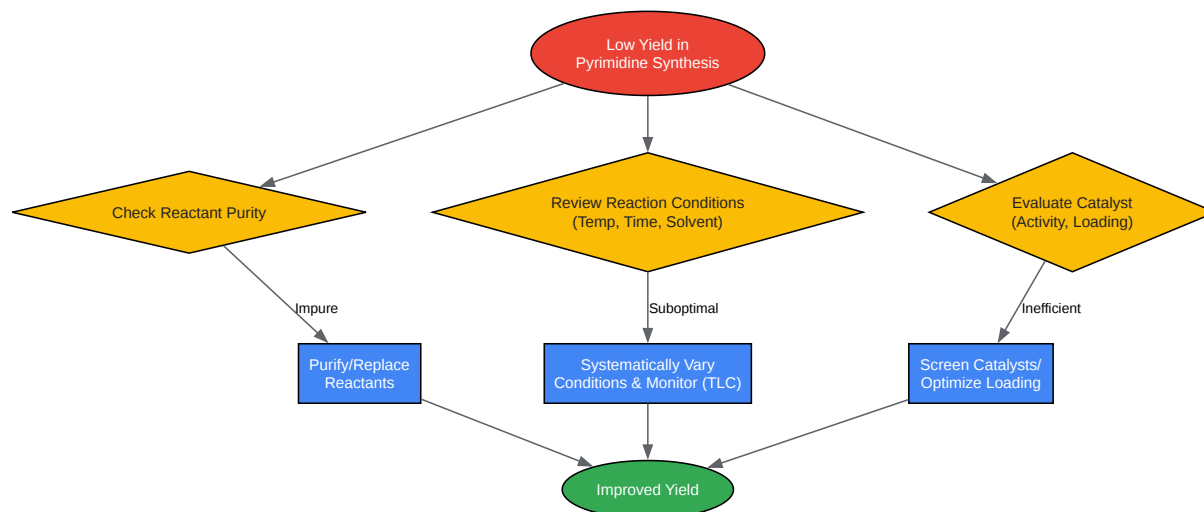 Low Yield in
Pyrimidine Synthesis
Check Reactant Purity
Review Reaction Conditions
(Temp, Time, Solvent)
Evaluate Catalyst
(Activity, Loading)
Impure
Suboptimal
Inefficient
Purify/Replace
Reactants
Systematically Vary
Conditions & Monitor (TLC)
Screen Catalysts/
Optimize Loading
Improved Yield